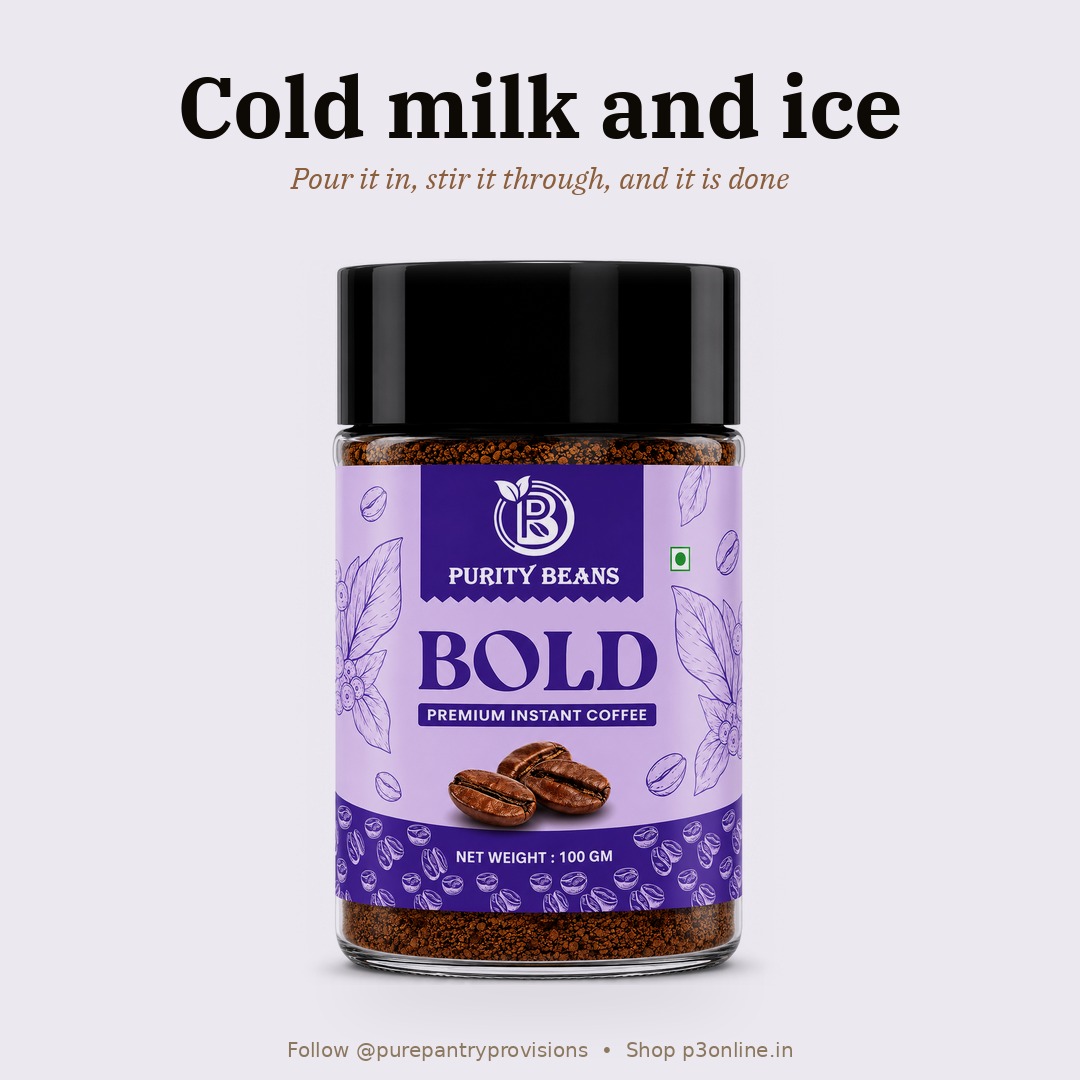 Cold milk and ice
Pour it in, stir it through, and it is done
PB
PURITY BEANS
BOLD
PREMIUM INSTANT COFFEE
NET WEIGHT : 100 GM
Follow @purepantryprovisions • Shop p3online.in